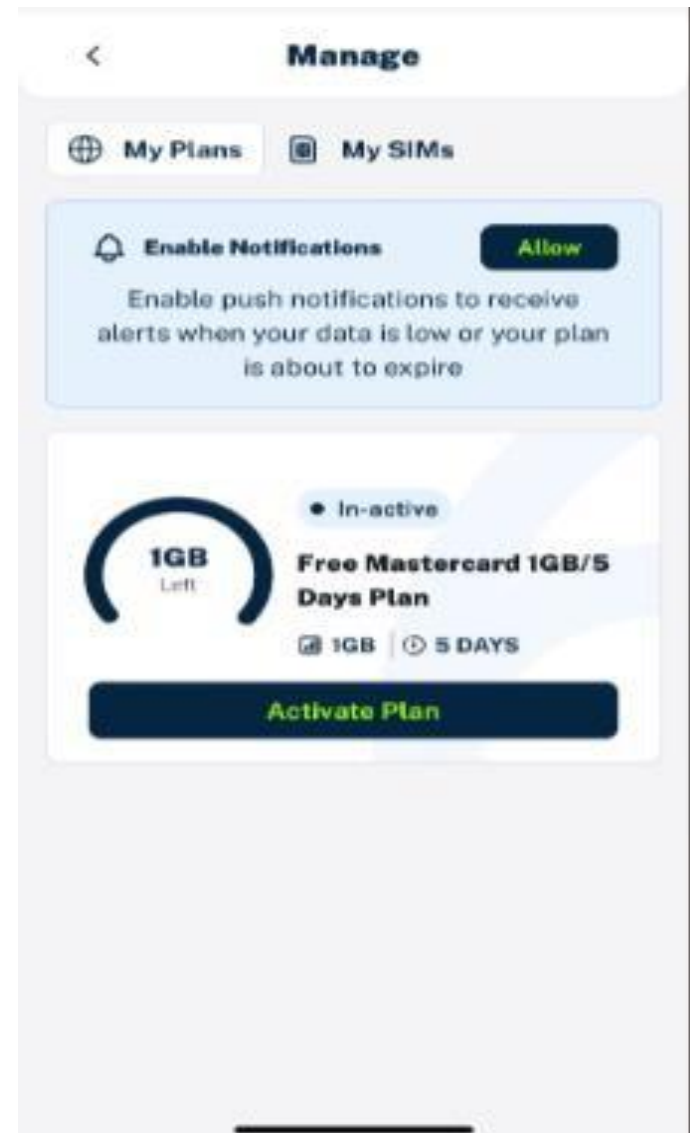 Manage
My Plans
My SIMs
Enable Notifications
Allow
Enable push notifications to receive
alerts when your data is low or your plan
is about to expire
1GB
Left
In-active
Free Mastercard 1GB/5
Days Plan
1GB
5 DAYS
Activate Plan